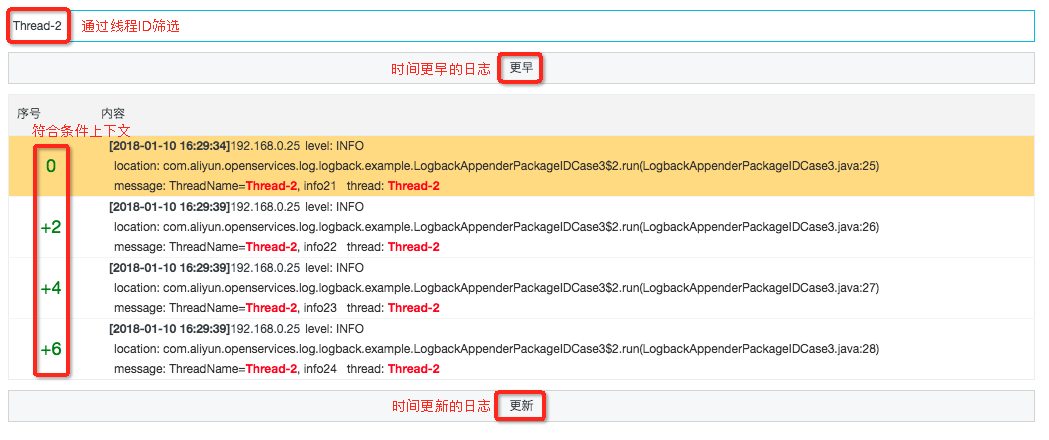 Thread-2 通过线程ID筛选
时间更早的日志 更早
序号 内容
符合条件上下文
[2018-01-10 16:29:34]192.168.0.25 level: INFO
0 location: com.aliyun.openservices.log.logback.example.LogbackAppenderPackageIDCase3$2.run(LogbackAppenderPackageIDCase3.java:25)
message: ThreadName=Thread-2, info21 thread: Thread-2
[2018-01-10 16:29:39]192.168.0.25 level: INFO
+2 location: com.aliyun.openservices.log.logback.example.LogbackAppenderPackageIDCase3$2.run(LogbackAppenderPackageIDCase3.java:26)
message: ThreadName=Thread-2, info22 thread: Thread-2
[2018-01-10 16:29:39]192.168.0.25 level: INFO
+4 location: com.aliyun.openservices.log.logback.example.LogbackAppenderPackageIDCase3$2.run(LogbackAppenderPackageIDCase3.java:27)
message: ThreadName=Thread-2, info23 thread: Thread-2
[2018-01-10 16:29:39]192.168.0.25 level: INFO
+6 location: com.aliyun.openservices.log.logback.example.LogbackAppenderPackageIDCase3$2.run(LogbackAppenderPackageIDCase3.java:28)
message: ThreadName=Thread-2, info24 thread: Thread-2
时间更新的日志 更新